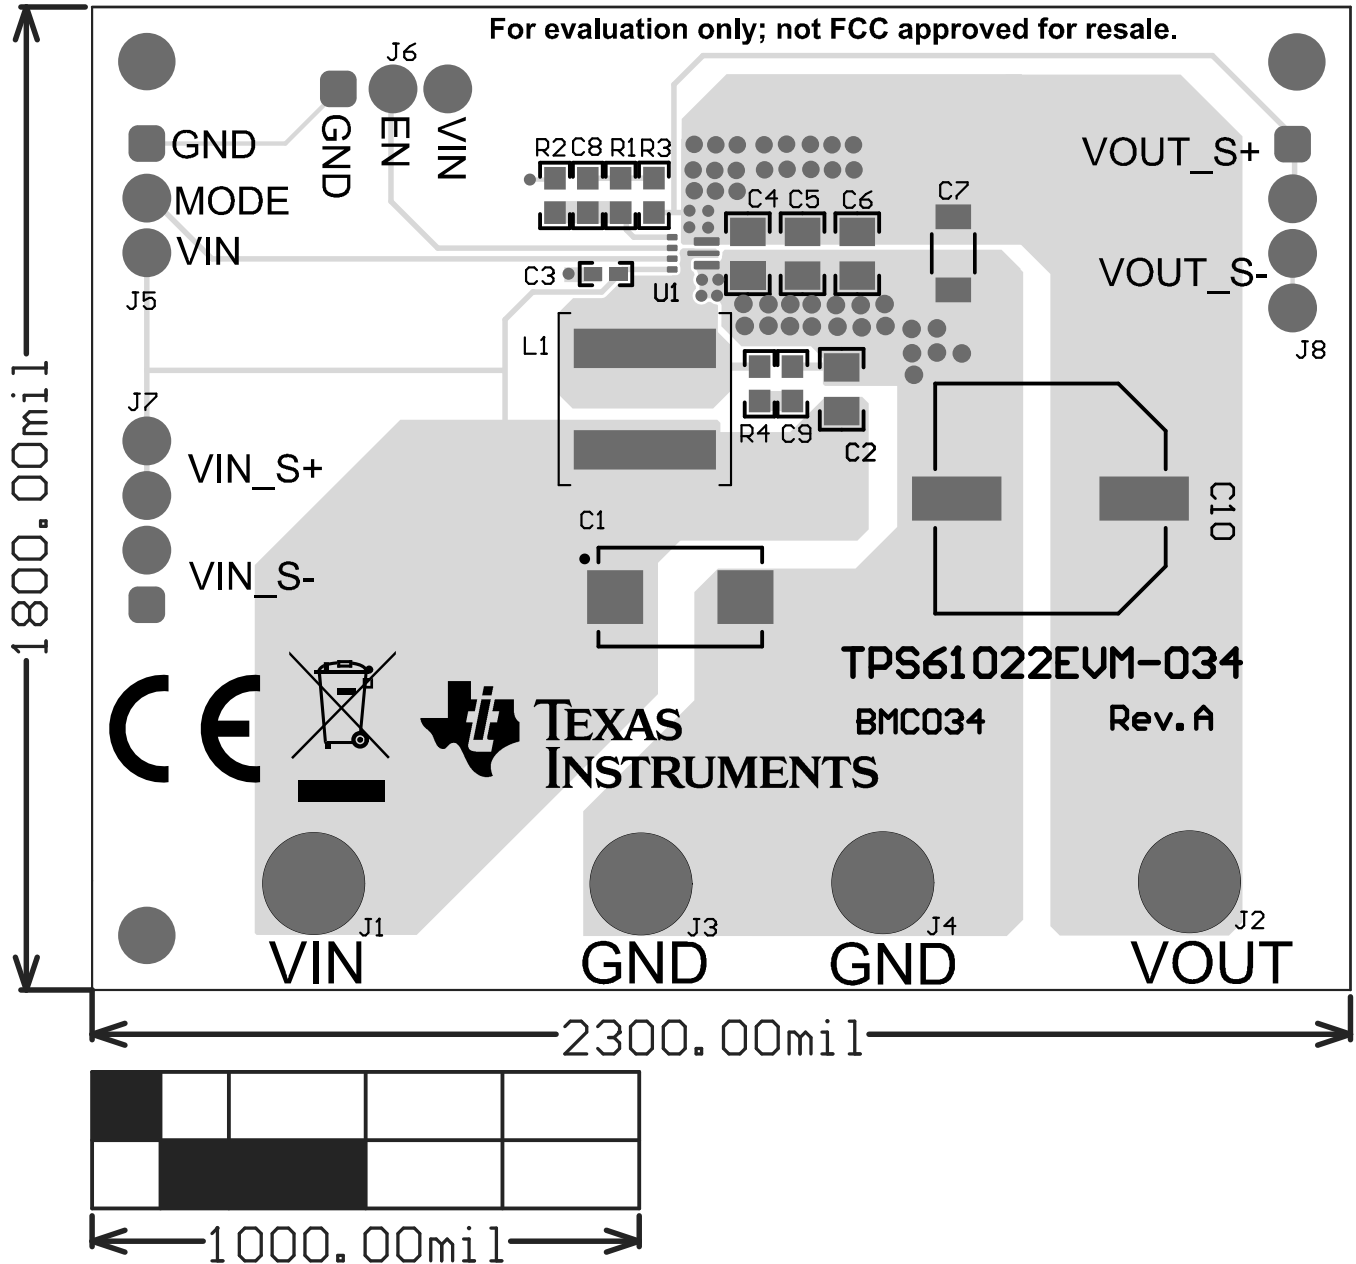 For evaluation only; not FCC approved for resale.
J6
GND
EN
VIN
GND
MODE
VIN
J5
R2 C8 R1 R3
C4 C5 C6
C7
VOUT_S+
VOUT_S-
J8
C3
U1
L1
R4 C9 C2
J7
VIN_S+
VIN_S-
C1
C10
TPS61022EVM-034
BMC034 Rev.A
CE
TEXAS
INSTRUMENTS
J1 J3 J4 J2
VIN GND GND VOUT
1800.00mil
2300.00mil
1000.00mil